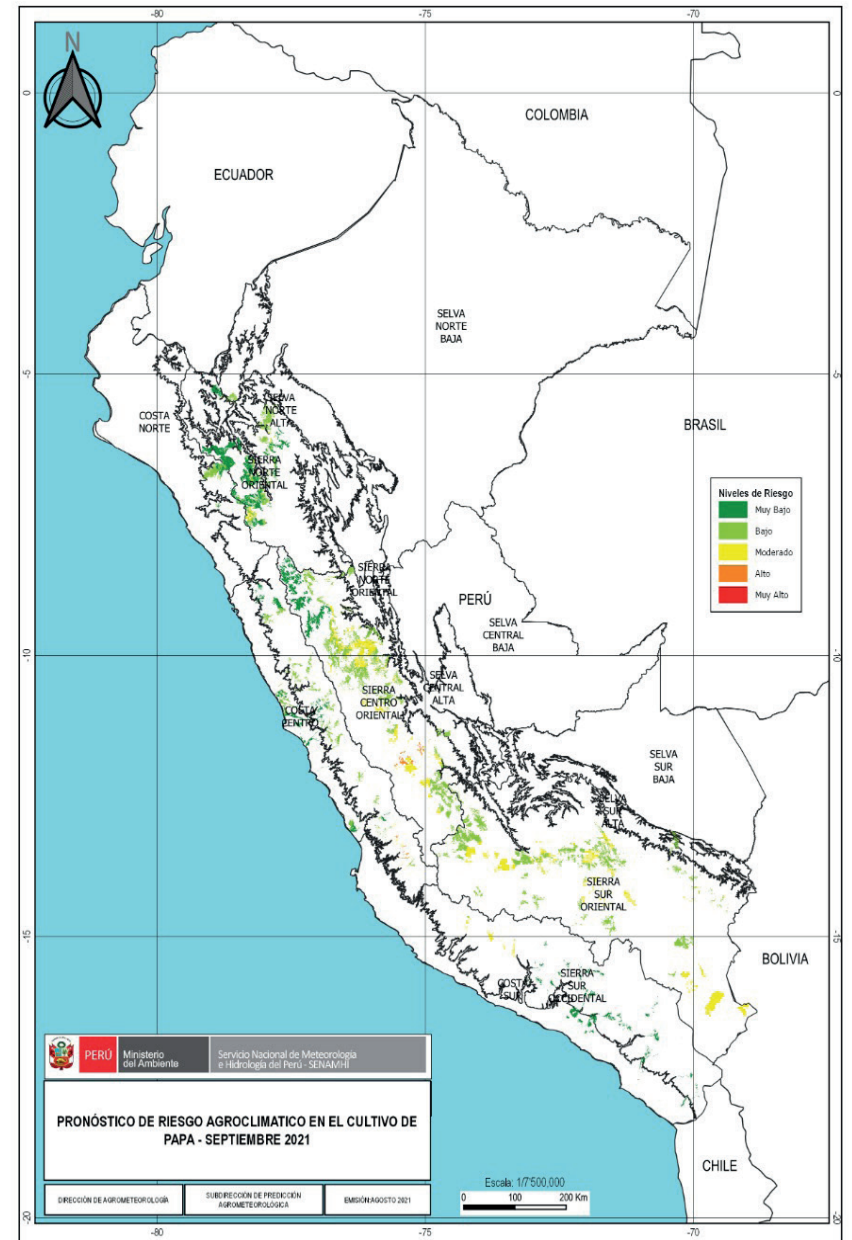 -80
-75
-70
N
0
0
COLOMBIA
ECUADOR
SELVA
NORTE
BAJA
-5
-5
COSTA
NORTE
SELVA
NORTE
ALTA
BRASIL
SIERRA
NORTE
ORIENTAL
Niveles de Riesgo
Muy Bajo
Bajo
Moderado
Alto
Muy Alto
SIERRA
NORTE
ORIENTAL
PERÚ
SELVA
CENTRAL
BAJA
-10
-10
SELVA
CENTRAL
ALTA
SIERRA
CENTRO
ORIENTAL
COSTA
CENTRO
SELVA
SUR
BAJA
SELVA
SUR
ALTA
SIERRA
SUR
ORIENTAL
-15
-15
BOLIVIA
COSTA
SUR
SIERRA
SUR
OCCIDENTAL
PERÚ
Ministerio
del Ambiente
Servicio Nacional de Meteorología
e Hidrología del Perú - SENAMHI
PRONÓSTICO DE RIESGO AGROCLIMATICO EN EL CULTIVO DE
PAPA - SEPTIEMBRE 2021
DIRECCIÓN DE AGROMETEOROLOGÍA
SUBDIRECCIÓN DE PREDICCIÓN
AGROMETEOROLÓGICA
EMISIÓN:AGOSTO 2021
CHILE
Escala: 1/7'500,000
0 100 200 Km
-20
-20
-80
-75
-70